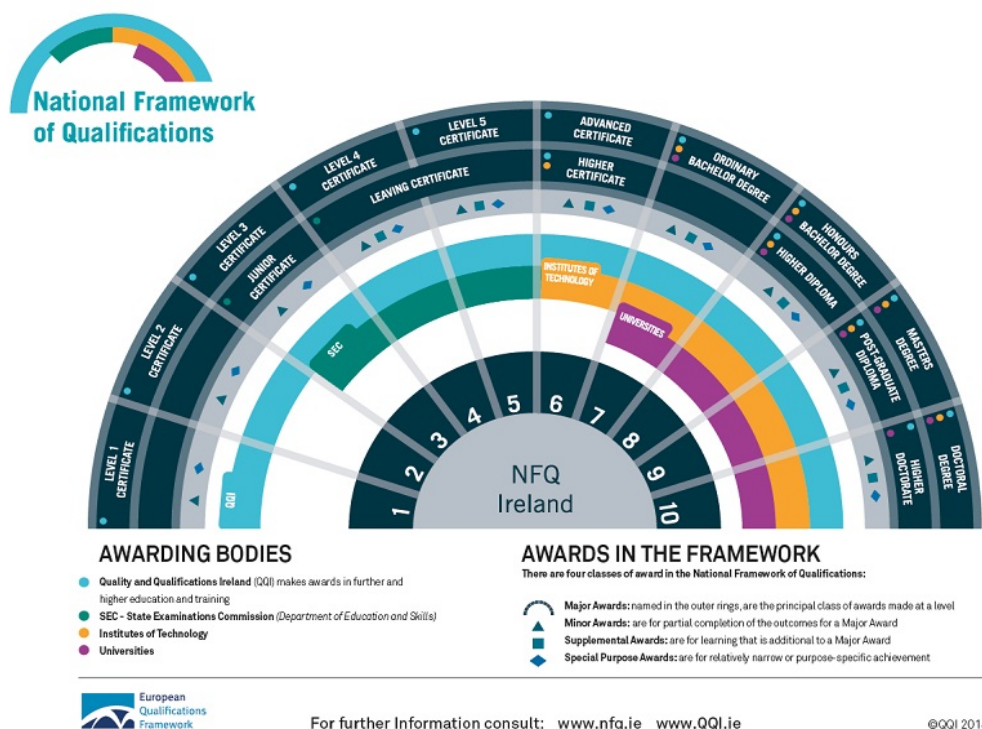 National Framework
of Qualifications
LEVEL 1
CERTIFICATE
LEVEL 2
CERTIFICATE
LEVEL 3
CERTIFICATE
LEVEL 4
CERTIFICATE
LEVEL 5
CERTIFICATE
ADVANCED
CERTIFICATE
ORDINARY
BACHELOR DEGREE
HONOURS
BACHELOR DEGREE
MASTERS
DEGREE
DOCTORAL
DEGREE
JUNIOR
CERTIFICATE
LEAVING CERTIFICATE
HIGHER
CERTIFICATE
HIGHER DIPLOMA
POST-GRADUATE
DIPLOMA
HIGHER
DOCTORATE
QQI
SEC
INSTITUTES OF
TECHNOLOGY
UNIVERSITIES
1
2
3
4
5
6
7
8
9
10
NFQ
Ireland
AWARDING BODIES
Quality and Qualifications Ireland (QQI) makes awards in further and
higher education and training
SEC - State Examinations Commission (Department of Education and Skills)
Institutes of Technology
Universities
AWARDS IN THE FRAMEWORK
There are four classes of award in the National Framework of Qualifications:
Major Awards: named in the outer rings, are the principal class of awards made at a level
Minor Awards: are for partial completion of the outcomes for a Major Award
Supplemental Awards: are for learning that is additional to a Major Award
Special Purpose Awards: are for relatively narrow or purpose-specific achievement
European
Qualifications
Framework
For further Information consult: www.nfq.ie www.QQI.ie
©QQI